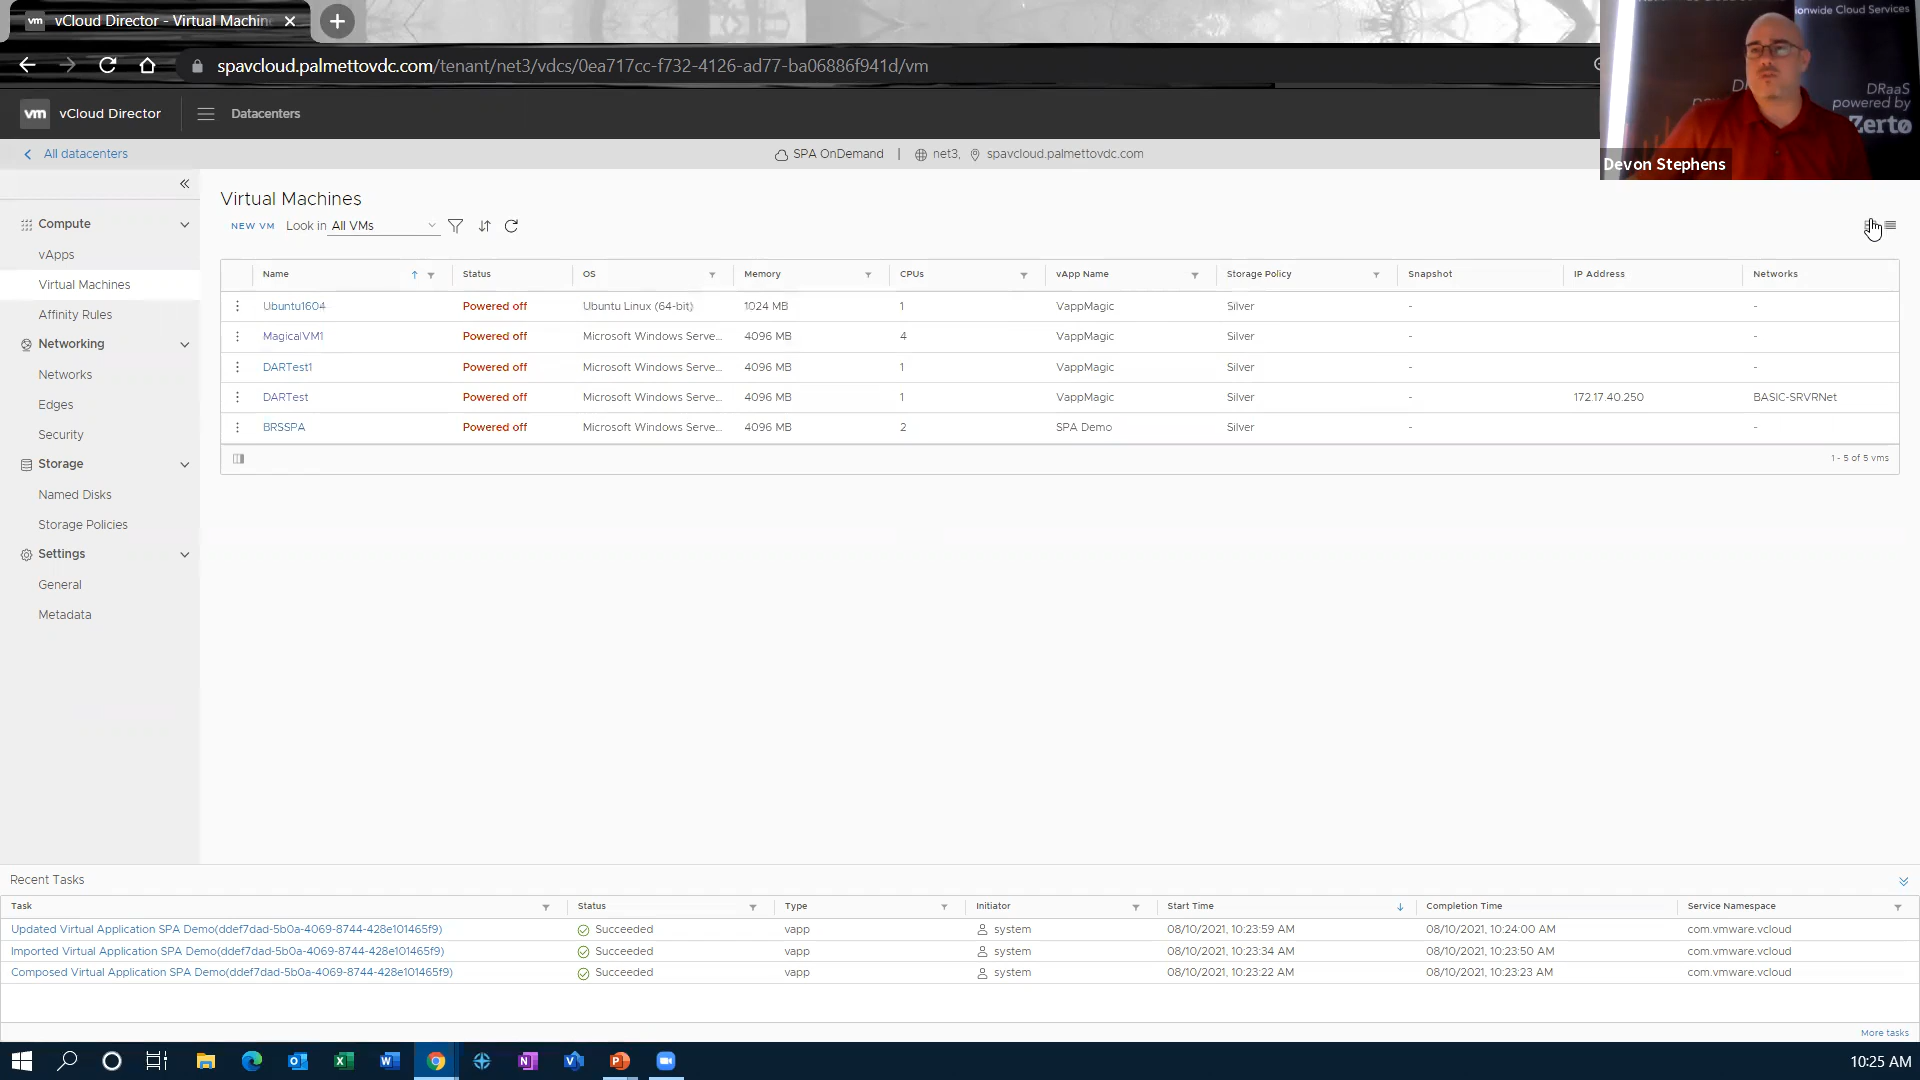 vm vCloud Director - Virtual Machin
spavcloud.palmettovdc.com/tenant/net3/vdcs/0ea717cc-f732-4126-ad77-ba06886f941d/vm
ionwide Cloud Services
DRaaS
powered by
Zerto
Devon Stephens
vm vCloud Director Datacenters
All datacenters
SPA OnDemand | net3, spavcloud.palmettovdc.com
Compute
vApps
Virtual Machines
Affinity Rules
Networking
Networks
Edges
Security
Storage
Named Disks
Storage Policies
Settings
General
Metadata
Virtual Machines
NEW VM Look in All VMs
Name Status OS Memory CPUs vApp Name Storage Policy Snapshot IP Address Networks
Ubuntu1604 Powered off Ubuntu Linux (64-bit) 1024 MB 1 VappMagic Silver - -
MagicalVM1 Powered off Microsoft Windows Serve... 4096 MB 4 VappMagic Silver - -
DARTest1 Powered off Microsoft Windows Serve... 4096 MB 1 VappMagic Silver - -
DARTest Powered off Microsoft Windows Serve... 4096 MB 1 VappMagic Silver - 172.17.40.250 BASIC-SRVRNet
BRSSPA Powered off Microsoft Windows Serve... 4096 MB 2 SPA Demo Silver - -
1 - 5 of 5 vms
Recent Tasks
Task Status Type Initiator Start Time Completion Time Service Namespace
Updated Virtual Application SPA Demo(ddef7dad-5b0a-4069-8744-428e101465f9) Succeeded vapp system 08/10/2021, 10:23:59 AM 08/10/2021, 10:24:00 AM com.vmware.vcloud
Imported Virtual Application SPA Demo(ddef7dad-5b0a-4069-8744-428e101465f9) Succeeded vapp system 08/10/2021, 10:23:34 AM 08/10/2021, 10:23:50 AM com.vmware.vcloud
Composed Virtual Application SPA Demo(ddef7dad-5b0a-4069-8744-428e101465f9) Succeeded vapp system 08/10/2021, 10:23:22 AM 08/10/2021, 10:23:23 AM com.vmware.vcloud
More tasks
10:25 AM